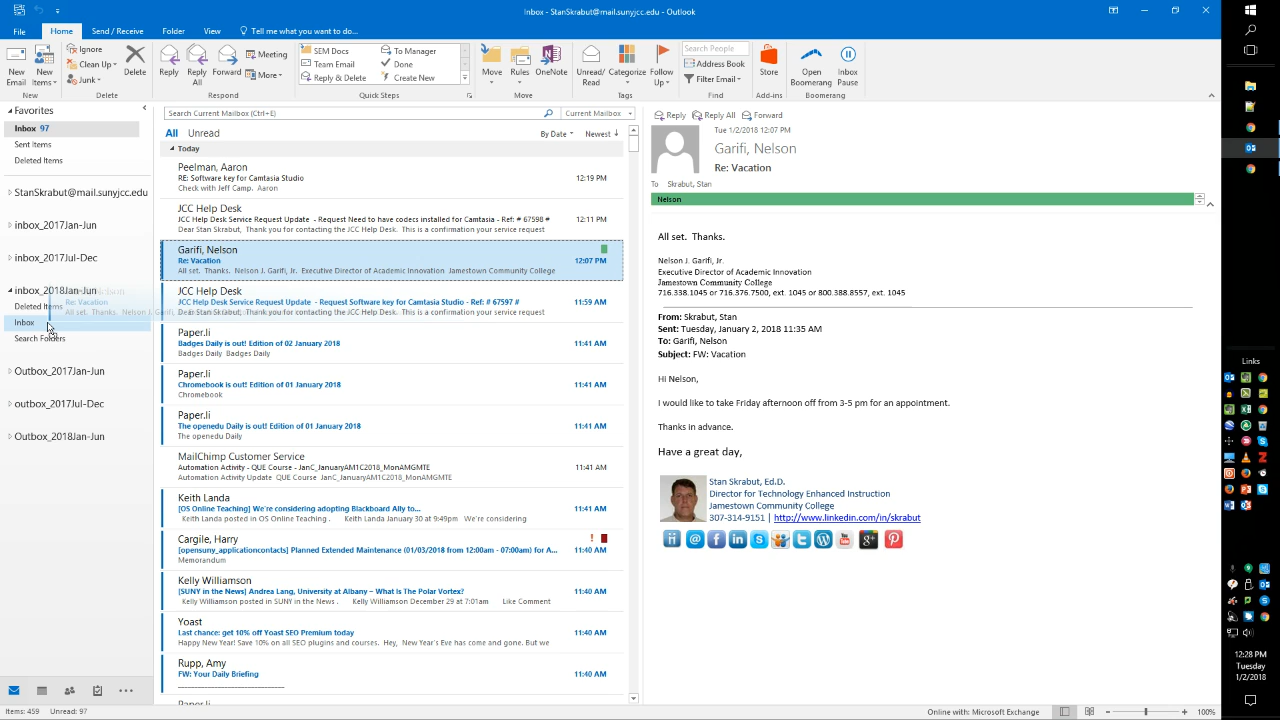 Inbox - StanSkrabut@mail.sunyjcc.edu - Outlook
File
Home
Send / Receive
Folder
View
Tell me what you want to do...
New Email
New Items
Ignore
Clean Up
Junk
Delete
Reply
Reply All
Forward
Meeting
More
SEM Docs
Team Email
Reply & Delete
To Manager
Done
Create New
Move
Rules
OneNote
Unread/ Read
Categorize
Follow Up
Search People
Address Book
Filter Email
Store
Open Boomerang
Inbox Pause
New
Delete
Respond
Quick Steps
Move
Tags
Find
Add-ins
Boomerang
Favorites
Inbox 97
Sent Items
Deleted Items
StanSkrabut@mail.sunyjcc.edu
inbox_2017Jan-Jun
inbox_2017Jul-Dec
inbox_2018Jan-Jun
Deleted Items
Inbox
Search Folders
Outbox_2017Jan-Jun
outbox_2017Jul-Dec
Outbox_2018Jan-Jun
Search Current Mailbox (Ctrl+E)
Current Mailbox
All Unread
By Date
Newest
Today
Peelman, Aaron
RE: Software key for Camtasia Studio
12:19 PM
Check with Jeff Camp. Aaron
JCC Help Desk
JCC Help Desk Service Request Update - Request Need to have codecs installed for Camtasia - Ref: # 67598 #
12:11 PM
Dear Stan Skrabut, Thank you for contacting the JCC Help Desk. This is a confirmation your service request
Garifi, Nelson
Re: Vacation
12:07 PM
All set. Thanks. Nelson J. Garifi, Jr. Executive Director of Academic Innovation Jamestown Community College
JCC Help Desk
JCC Help Desk Service Request Update - Request Software key for Camtasia Studio - Ref: # 67597 #
11:59 AM
Dear Stan Skrabut, Thank you for contacting the JCC Help Desk. This is a confirmation your service request
Paper.li
Badges Daily is out! Edition of 02 January 2018
11:41 AM
Badges Daily Badges Daily
Paper.li
Chromebook is out! Edition of 01 January 2018
11:41 AM
Chromebook
Paper.li
The openedu Daily is out! Edition of 01 January 2018
11:41 AM
The openedu Daily
MailChimp Customer Service
Automation Activity - QUE Course - JanC_JanuaryAM1C2018_MonAMGMTE
11:41 AM
Automation Activity Update QUE Course JanC_JanuaryAM1C2018_MonAMGMTE
Keith Landa
[OS Online Teaching] We're considering adopting Blackboard Ally to...
11:41 AM
Keith Landa posted in OS Online Teaching . Keith Landa January 30 at 9:49pm We're considering
Cargile, Harry
[opensuny_applicationcontacts] Planned Extended Maintenance (01/03/2018 from 12:00am - 07:00am) for A...
11:40 AM
Memorandum
Kelly Williamson
[SUNY in the News] Andrea Lang, University at Albany – What Is The Polar Vortex?
11:40 AM
Kelly Williamson posted in SUNY in the News . Kelly Williamson December 29 at 7:01am Like Comment
Yoast
Last chance: get 10% off Yoast SEO Premium today
11:40 AM
Happy New Year! Save 10% on all SEO plugins and courses. Hey, New Year's Eve has come and gone. But we
Rupp, Amy
FW: Your Daily Briefing
11:40 AM
Paper.li
Reply
Reply All
Forward
Tue 1/2/2018 12:07 PM
Garifi, Nelson
Re: Vacation
To Skrabut, Stan
Nelson
All set. Thanks.
Nelson J. Garifi, Jr.
Executive Director of Academic Innovation
Jamestown Community College
716.338.1045 or 716.376.7500, ext. 1045 or 800.388.8557, ext. 1045
From: Skrabut, Stan
Sent: Tuesday, January 2, 2018 11:35 AM
To: Garifi, Nelson
Subject: FW: Vacation
Hi Nelson,
I would like to take Friday afternoon off from 3-5 pm for an appointment.
Thanks in advance.
Have a great day,
Stan Skrabut, Ed.D.
Director for Technology Enhanced Instruction
Jamestown Community College
307-314-9151 | http://www.linkedin.com/in/skrabut
Links
12:28 PM
Tuesday
1/2/2018
Items: 459 Unread: 97
Online with: Microsoft Exchange
100%